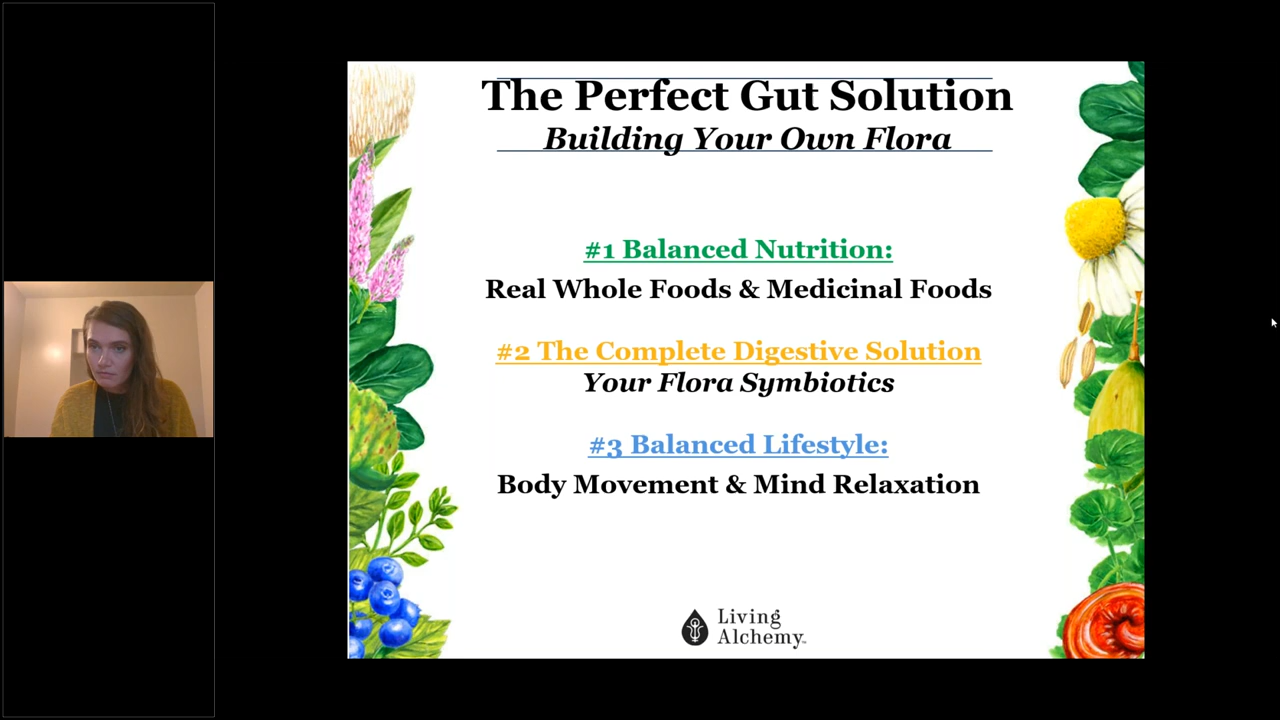 The Perfect Gut Solution
Building Your Own Flora
#1 Balanced Nutrition:
Real Whole Foods & Medicinal Foods
#2 The Complete Digestive Solution
Your Flora Symbiotics
#3 Balanced Lifestyle:
Body Movement & Mind Relaxation
Living
Alchemy™